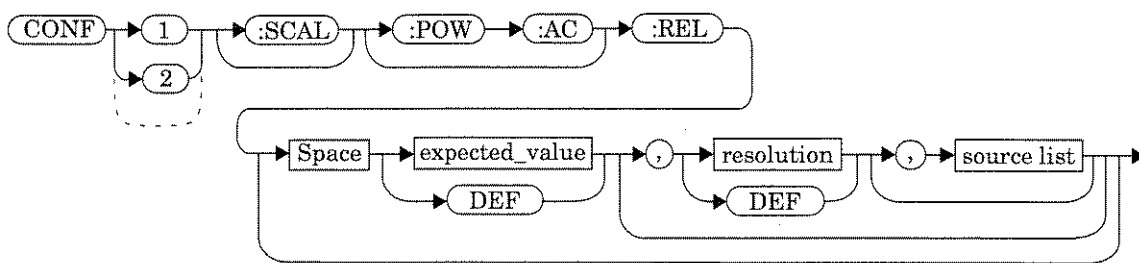 CONF 1 :SCAL :POW :AC :REL
2
Space expected_value , resolution , source list
DEF DEF